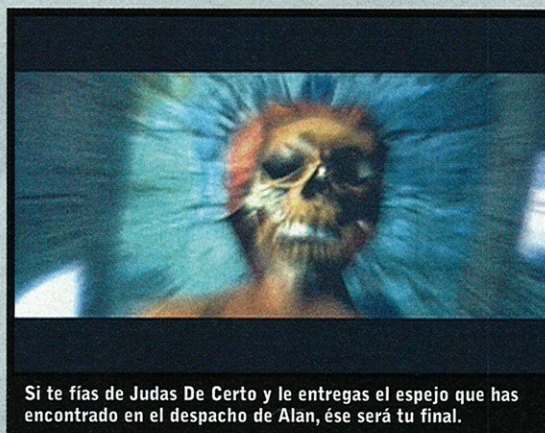 Si te fías de Judas De Certo y le entregas el espejo que has
encontrado en el despacho de Alan, ése será tu final.